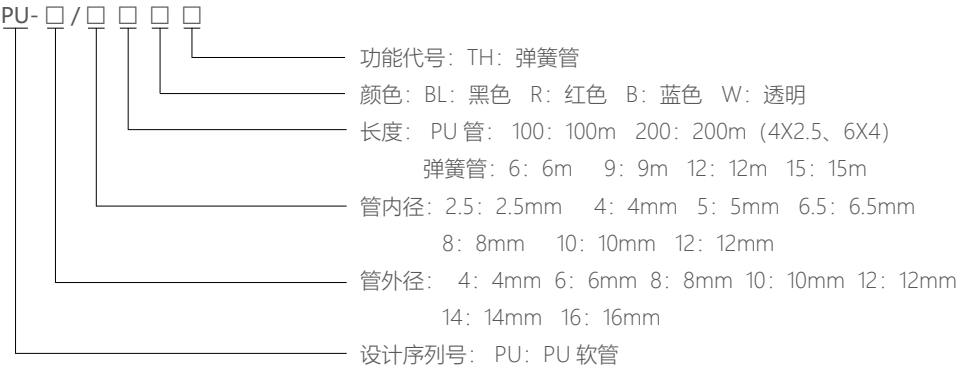 PU- □ / □ □ □ □
功能代号：TH：弹簧管
颜色：BL：黑色 R：红色 B：蓝色 W：透明
长度： PU 管： 100：100m 200：200m（4X2.5、6X4）
弹簧管：6：6m 9：9m 12：12m 15：15m
管内径：2.5：2.5mm 4：4mm 5：5mm 6.5：6.5mm
8：8mm 10：10mm 12：12mm
管外径： 4：4mm 6：6mm 8：8mm 10：10mm 12：12mm
14：14mm 16：16mm
设计序列号： PU：PU 软管